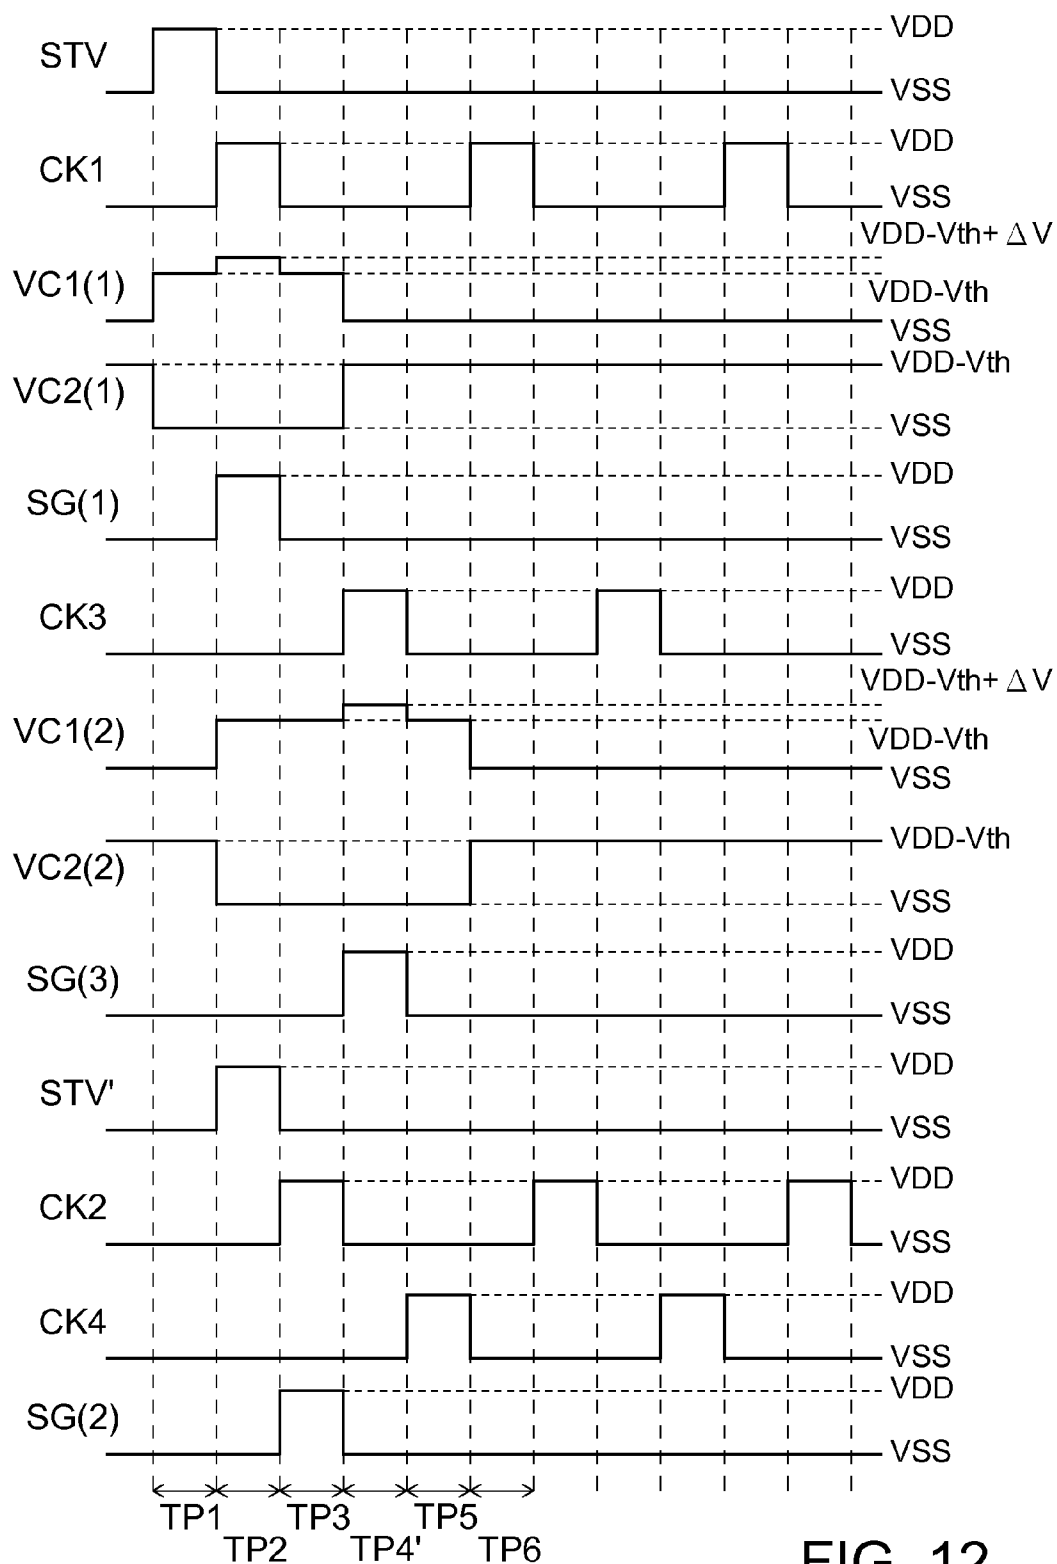 STV VDD
VSS
CK1 VDD
VSS
VDD-Vth+ΔV
VC1(1) VDD-Vth
VSS
VDD-Vth
VC2(1)
VSS
VDD
SG(1)
VSS
VDD
CK3
VSS
VDD-Vth+ΔV
VC1(2) VDD-Vth
VSS
VDD-Vth
VC2(2)
VSS
VDD
SG(3)
VSS
VDD
STV'
VSS
VDD
CK2
VSS
VDD
CK4
VSS
VDD
SG(2)
VSS
TP1 TP3 TP5
TP2 TP4' TP6
FIG. 12